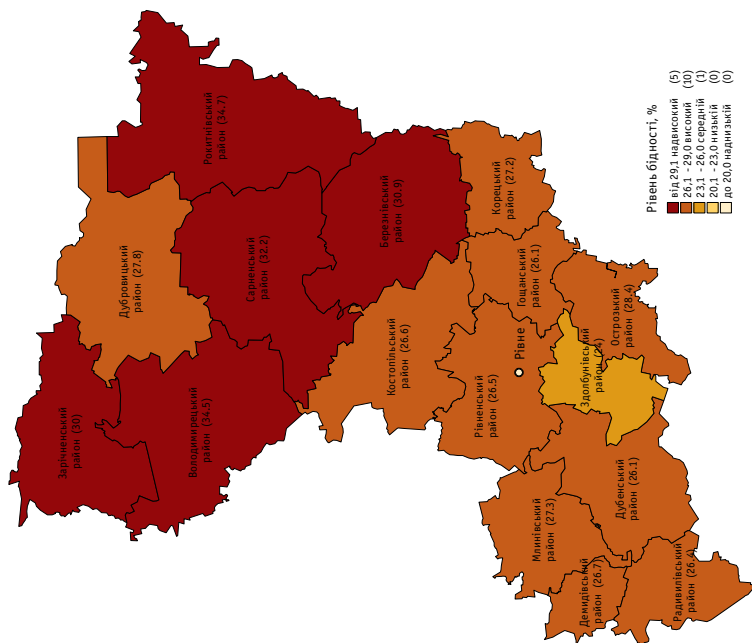 Зарічненський
район (30)
Володимирецький
район (34.5)
Дубровицький
район (27.8)
Рокитнівський
район (34.7)
Сарненський
район (32.2)
Березнівський
район (30.9)
Костопільський
район (26.6)
Корецький
район (27.2)
Гощанський
район (26.1)
Рівненський
район (26.5)
Рівне
Острозький
район (28.4)
Здолбунівський
район (24)
Дубенський
район (26.1)
Млинівський
район (27.3)
Демидівський
район (26.7)
Радивилівський
район (26.4)
Рівень бідності, %
від 29,1 надвисокий (5)
26,1 - 29,0 високий (10)
23,1 - 26,0 середній (1)
20,1 - 23,0 низькій (0)
до 20,0 наднизькій (0)